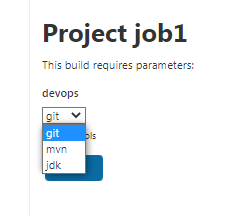 Project job1
This build requires parameters:
devops
git
git
mvn
jdk